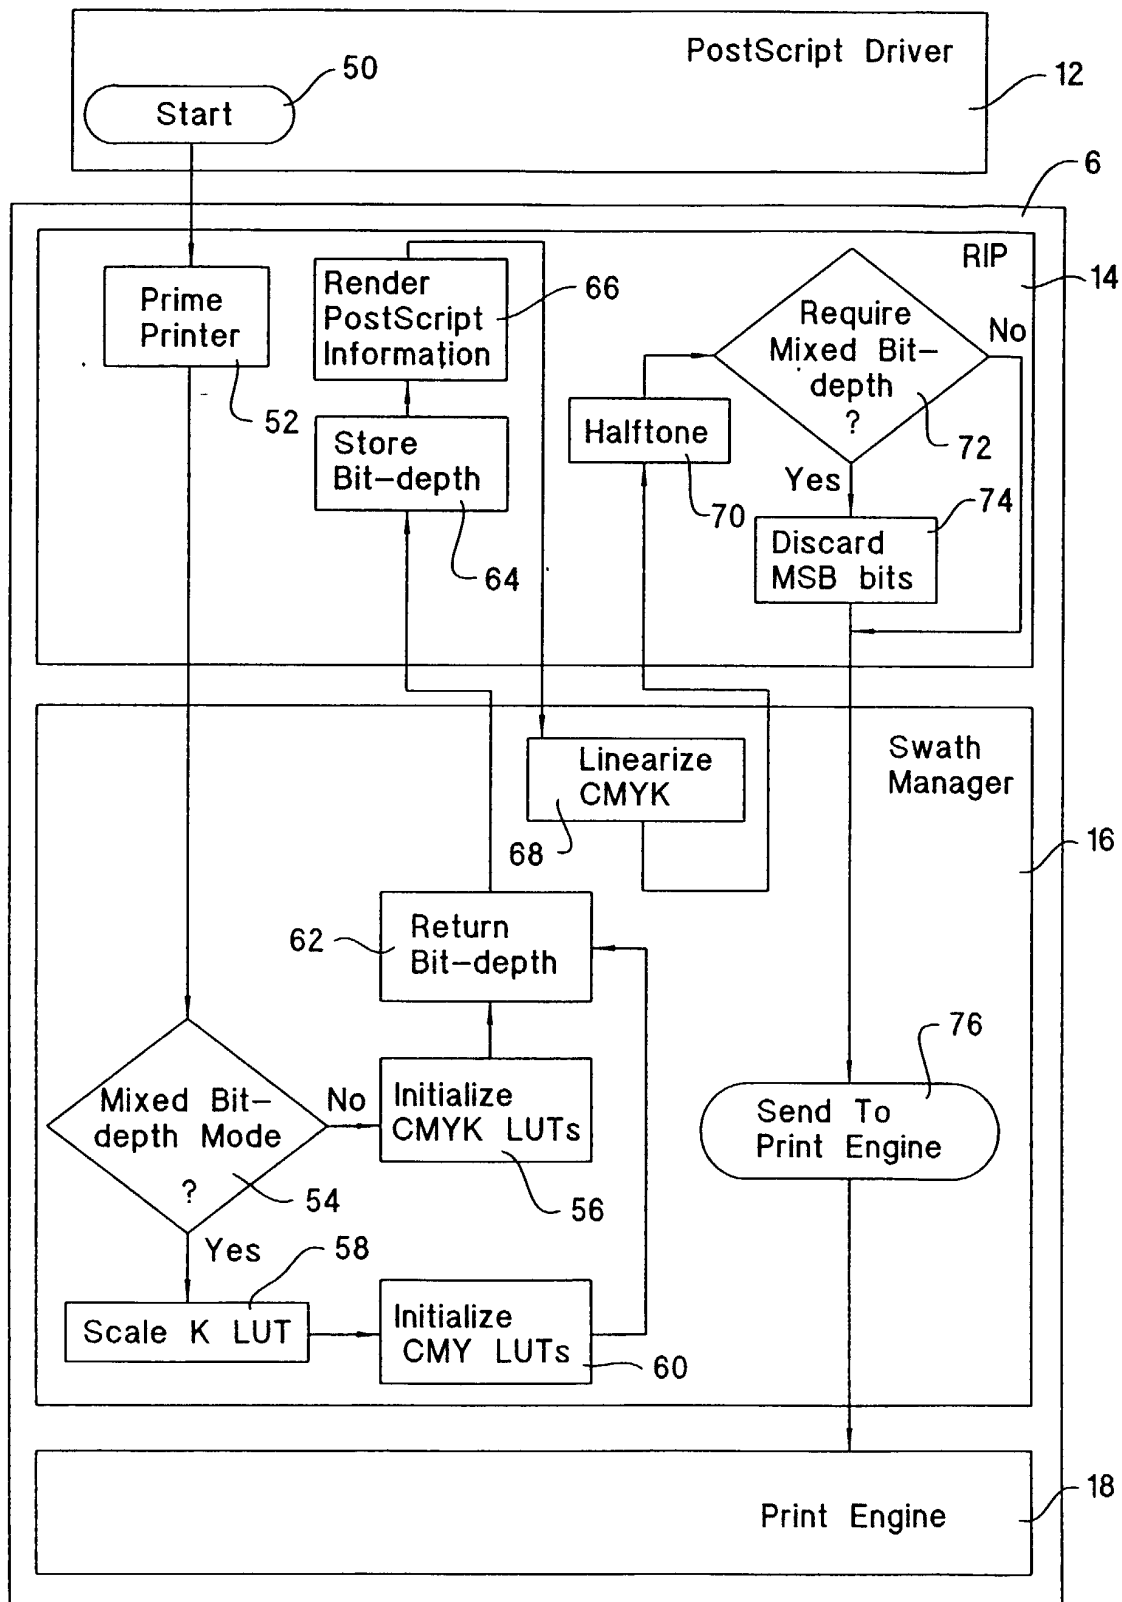 PostScript Driver
50
Start
12
6
RIP
14
Prime
Printer
52
Render
PostScript
Information
66
Store
Bit-depth
64
Halftone
70
Require
Mixed Bit-
depth
?
No
72
Yes
74
Discard
MSB bits
Swath
Manager
16
Linearize
CMYK
68
62
Return
Bit-depth
76
Mixed Bit-
depth Mode
?
No
54
Initialize
CMYK LUTs
56
Send To
Print Engine
Yes
58
Scale K LUT
Initialize
CMY LUTs
60
Print Engine
18